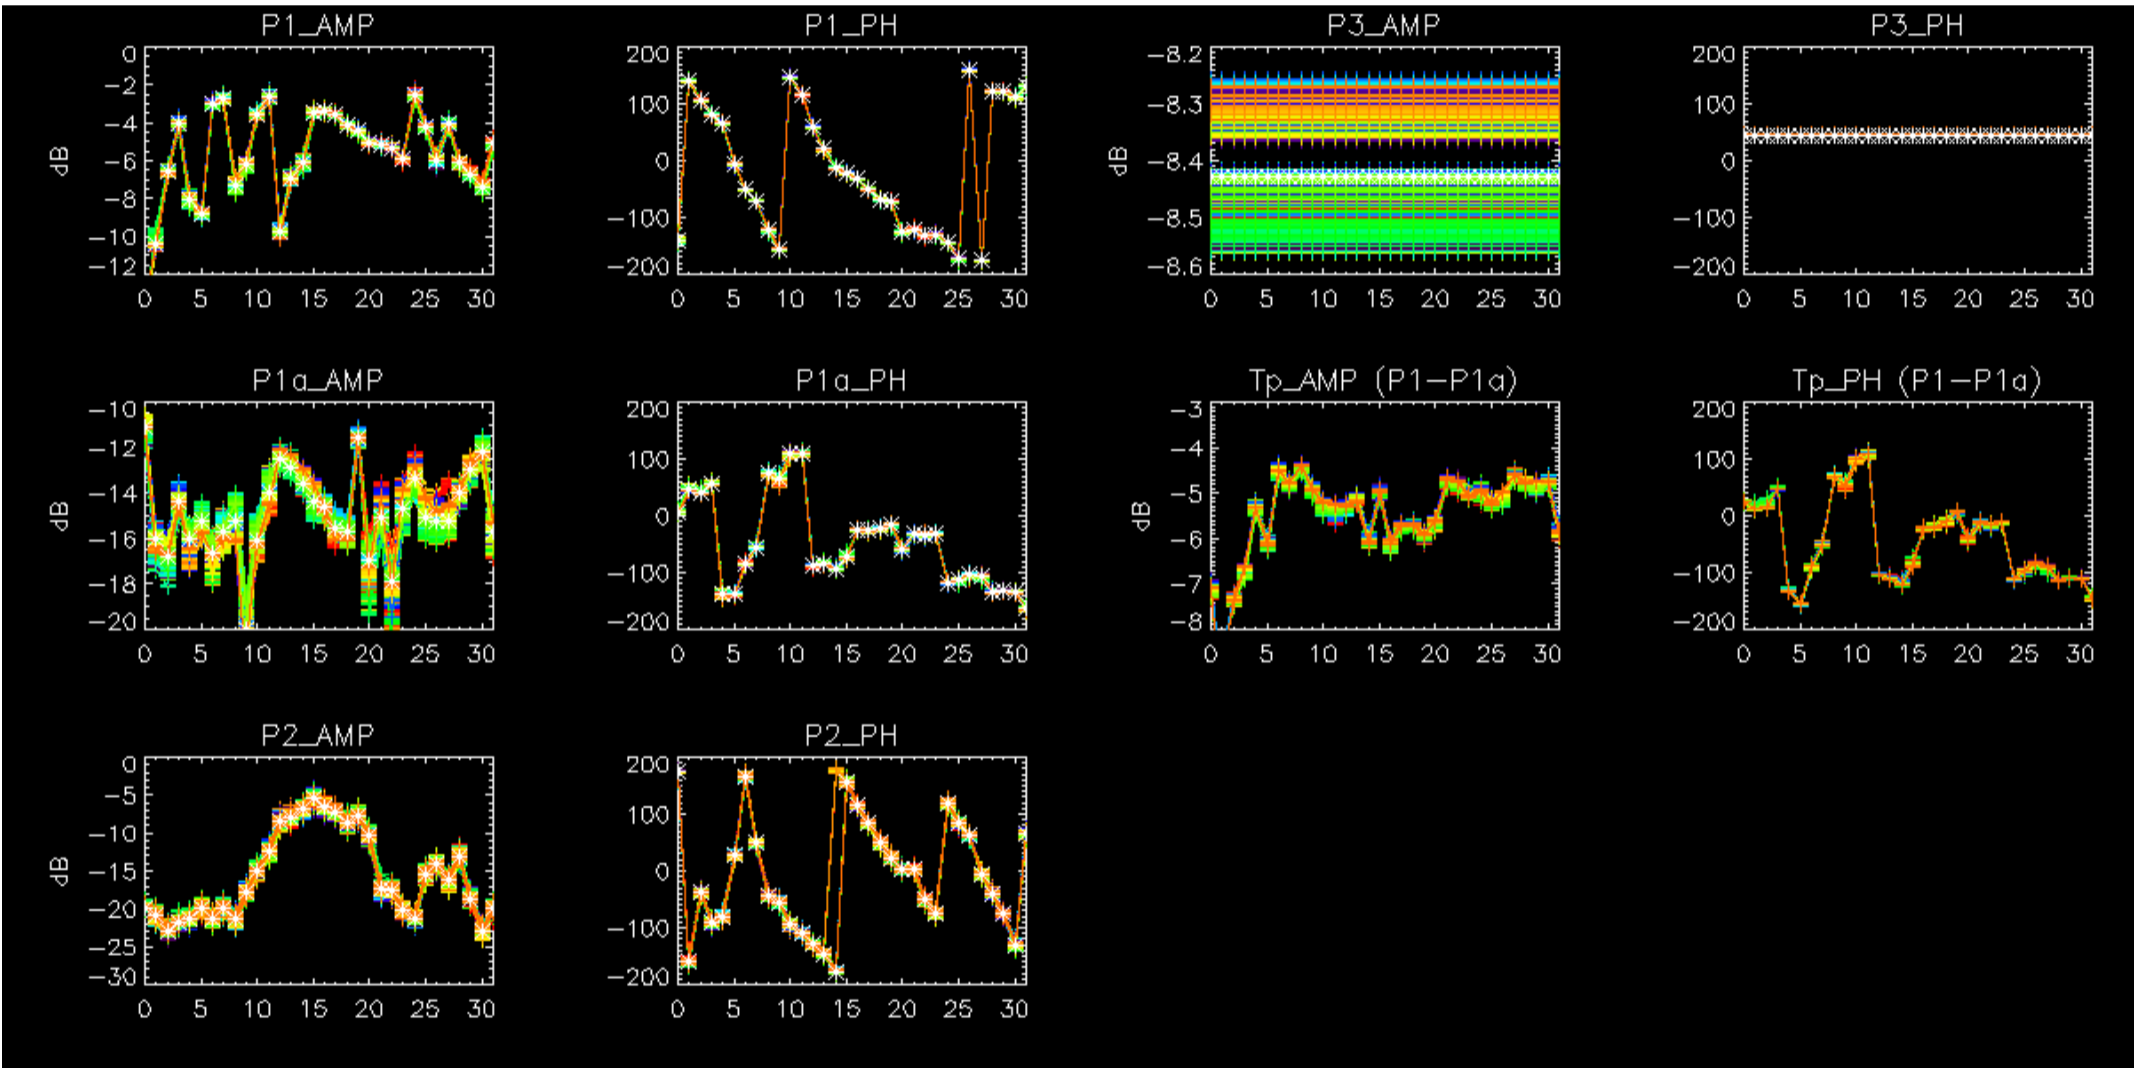 P1_AMP
0
-2
-4
-6
-8
-10
-12
dB
0 5 10 15 20 25 30
P1_PH
200
100
0
-100
-200
0 5 10 15 20 25 30
P3_AMP
-8.2
-8.3
-8.4
-8.5
-8.6
dB
0 5 10 15 20 25 30
P3_PH
200
100
0
-100
-200
0 5 10 15 20 25 30
P1a_AMP
-10
-12
-14
-16
-18
-20
dB
0 5 10 15 20 25 30
P1a_PH
200
100
0
-100
-200
0 5 10 15 20 25 30
Tp_AMP (P1-P1a)
-3
-4
-5
-6
-7
-8
dB
0 5 10 15 20 25 30
Tp_PH (P1-P1a)
200
100
0
-100
-200
0 5 10 15 20 25 30
P2_AMP
0
-5
-10
-15
-20
-25
-30
dB
0 5 10 15 20 25 30
P2_PH
200
100
0
-100
-200
0 5 10 15 20 25 30